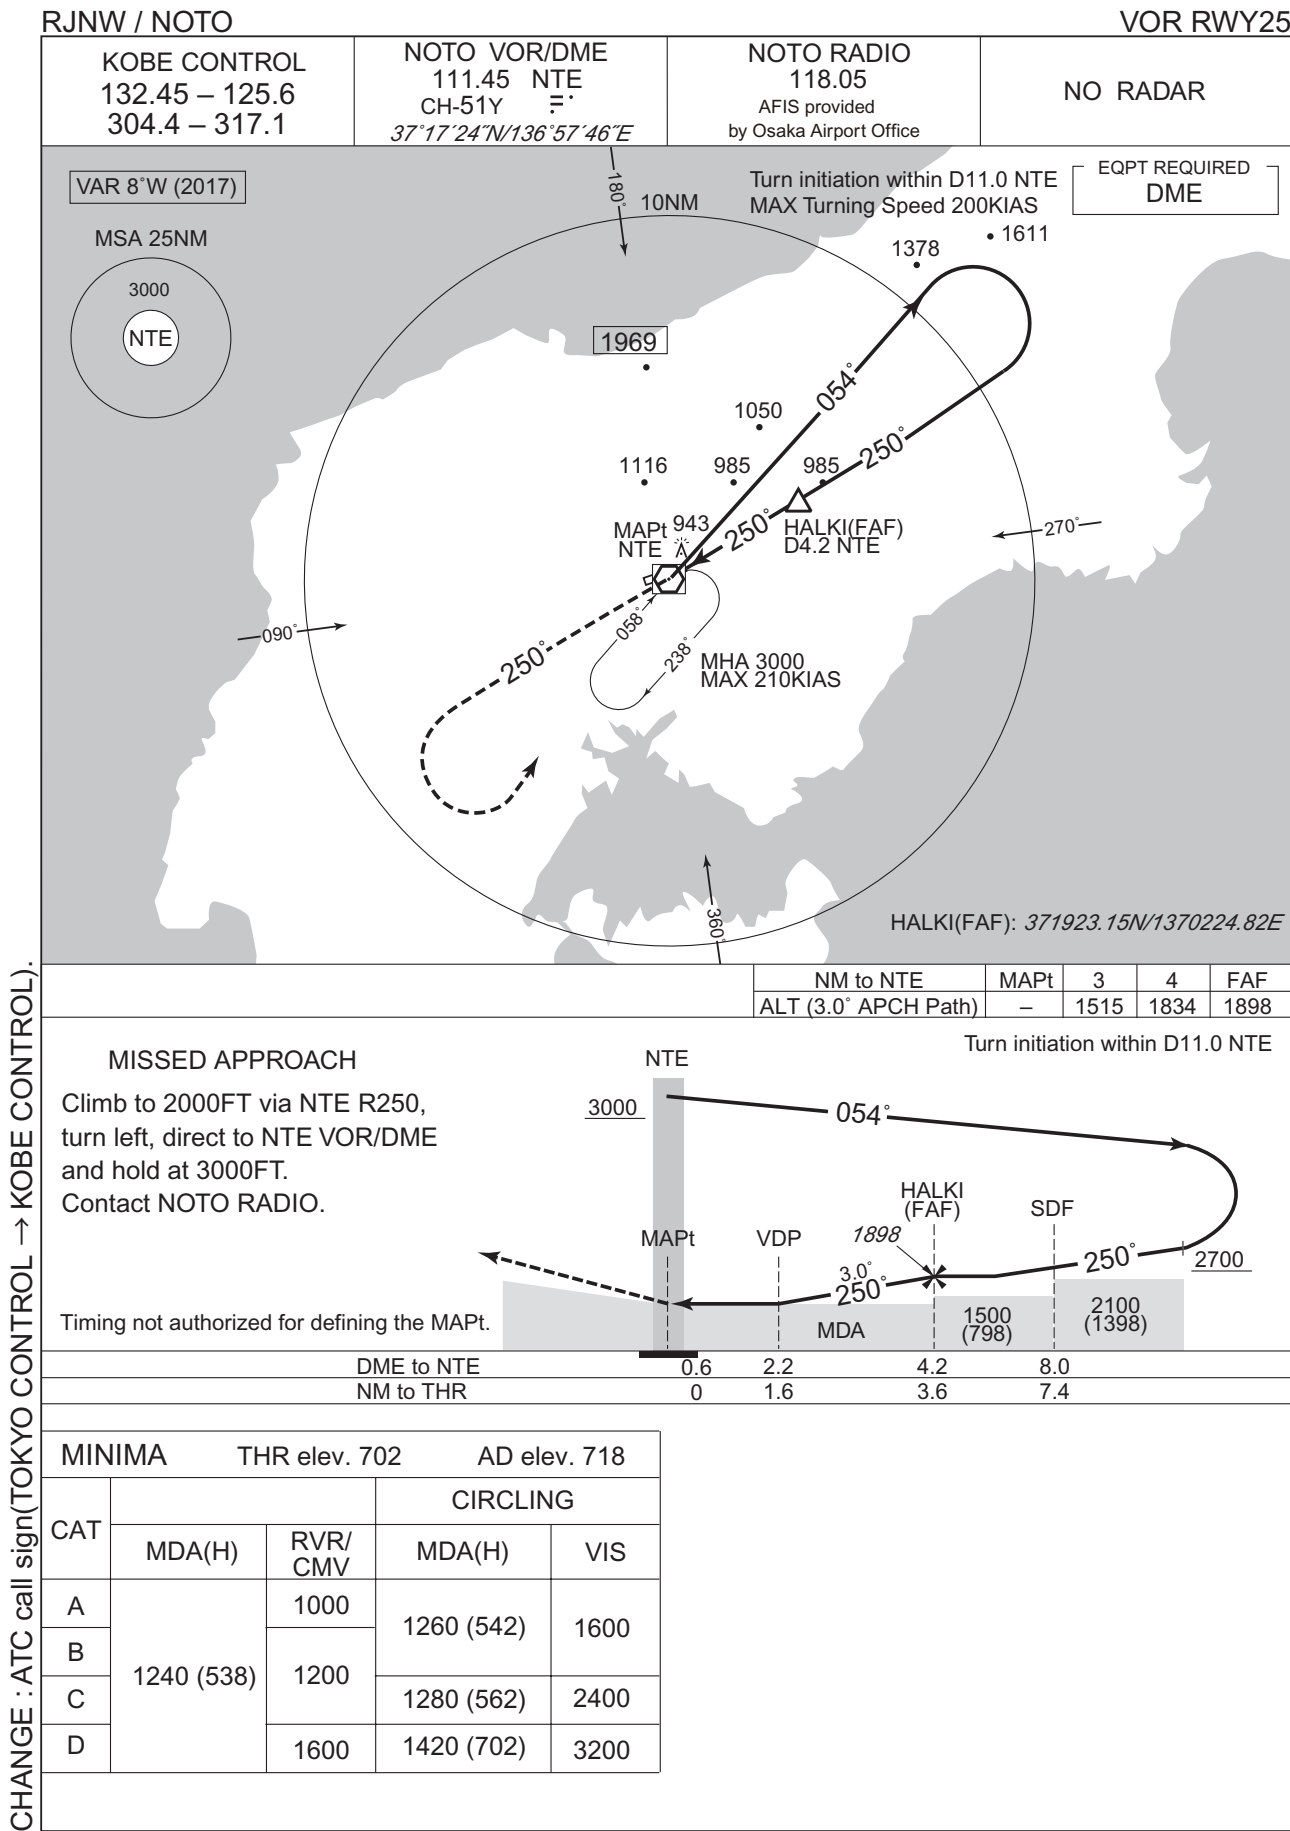 RJNW / NOTO
VOR RWY25
KOBE CONTROL
132.45 – 125.6
304.4 – 317.1
NOTO VOR/DME
111.45 NTE
CH-51Y
37°17´24˝N/136°57´46˝E
NOTO RADIO
118.05
AFIS provided
by Osaka Airport Office
NO RADAR
VAR 8°W (2017)
MSA 25NM
3000
NTE
180°
10NM
Turn initiation within D11.0 NTE
MAX Turning Speed 200KIAS
EQPT REQUIRED
DME
1611
1378
1969
054°
1050
250°
1116
985
985
MAPt
NTE
943
250°
HALKI(FAF)
D4.2 NTE
270°
090°
058°
238°
250°
MHA 3000
MAX 210KIAS
360°
HALKI(FAF): 371923.15N/1370224.82E
NM to NTE MAPt 3 4 FAF
ALT (3.0° APCH Path) – 1515 1834 1898
Turn initiation within D11.0 NTE
MISSED APPROACH
Climb to 2000FT via NTE R250,
turn left, direct to NTE VOR/DME
and hold at 3000FT.
Contact NOTO RADIO.
Timing not authorized for defining the MAPt.
NTE
3000
054°
HALKI
(FAF)
SDF
MAPt
VDP
1898
3.0°
250°
250°
2700
MDA
1500
(798)
2100
(1398)
DME to NTE 0.6 2.2 4.2 8.0
NM to THR 0 1.6 3.6 7.4
MINIMA THR elev. 702 AD elev. 718
CAT
CIRCLING
MDA(H)
RVR/
CMV
MDA(H)
VIS
A
B
C
D
1240 (538)
1000
1200
1600
1260 (542)
1600
1280 (562)
2400
1420 (702)
3200
CHANGE : ATC call sign(TOKYO CONTROL → KOBE CONTROL).